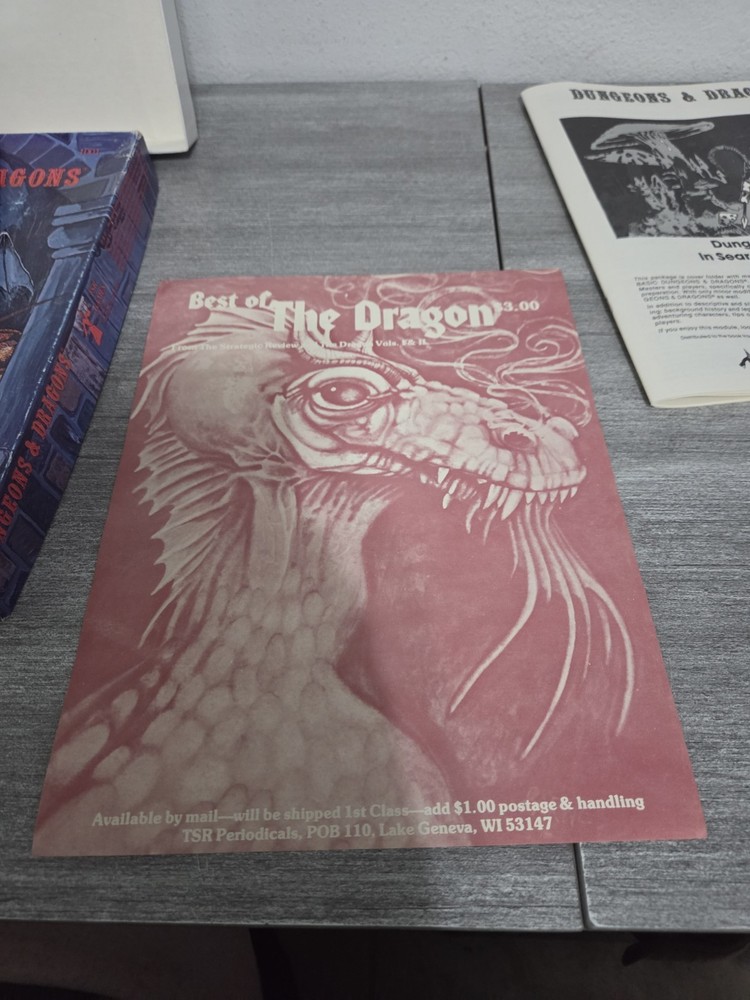 Best of
The Dragon
$3.00
From The Strategic Review and The Dragon Vols. I & II.
Available by mail—will be shipped 1st Class—add $1.00 postage & handling
TSR Periodicals, POB 110, Lake Geneva, WI 53147
NGONS
NGEONS & DRAGONS
DUNGEONS & DRAG
Dung
In Sear